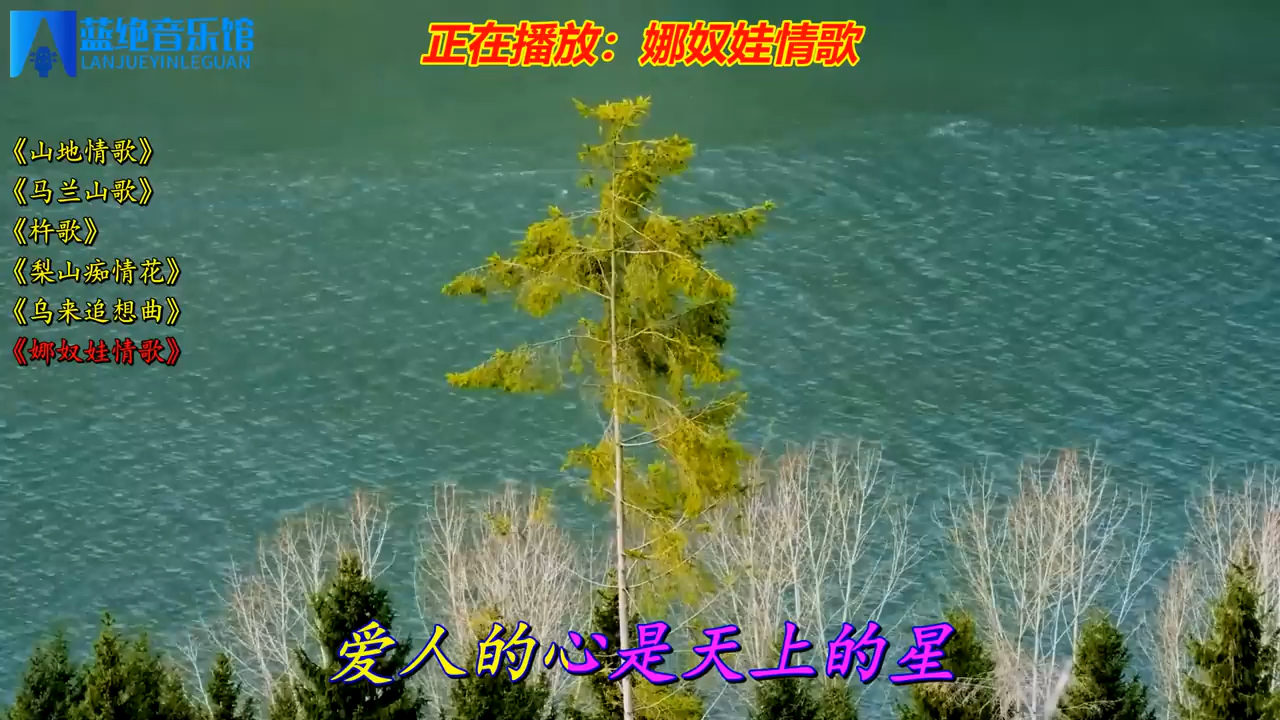 蓝绝音乐馆
LANJUEYINLEGUAN
正在播放：娜奴娃情歌
《山地情歌》
《马兰山歌》
《杵歌》
《梨山痴情花》
《乌来追想曲》
《娜奴娃情歌》
爱人的心是天上的星